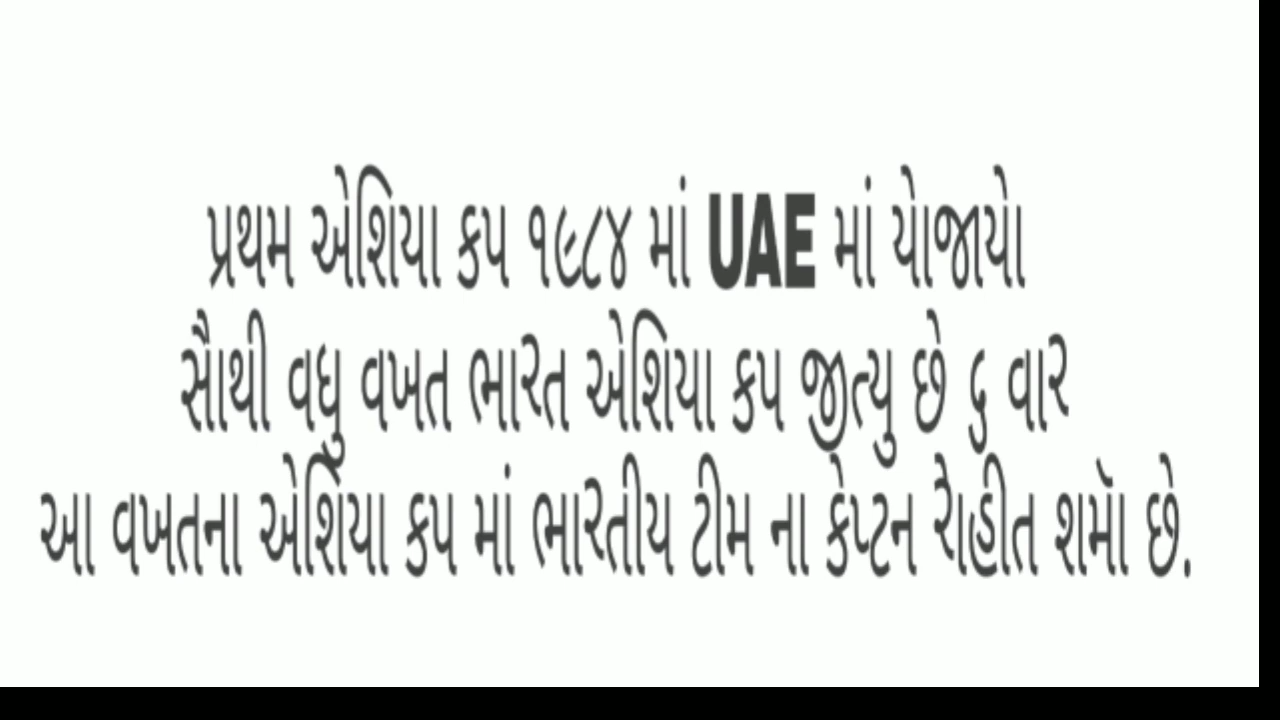 પ્રથમ એશિયા કપ ૧૯૮૪ માં UAE માં યોજાયો
સૌથી વધુ વખત ભારત એશિયા કપ જીત્યુ છે ૬ વાર
આ વખતના એશિયા કપ માં ભારતીય ટીમ ના કેપ્ટન રોહીત શર્મા છે.